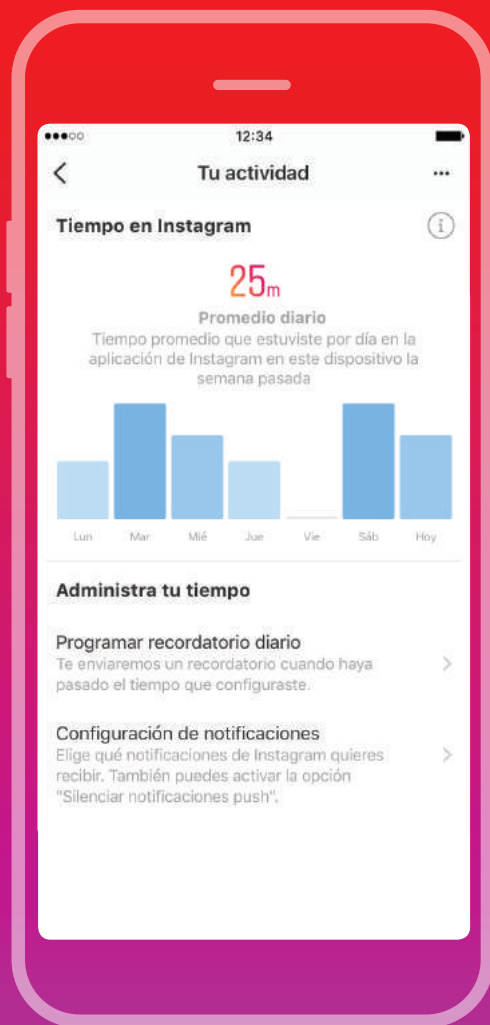 12:34
Tu actividad
Tiempo en Instagram
25m
Promedio diario
Tiempo promedio que estuviste por día en la
aplicación de Instagram en este dispositivo la
semana pasada
Lun Mar Mié Jue Vie Sáb Hoy
Administra tu tiempo
Programar recordatorio diario
Te enviaremos un recordatorio cuando haya
pasado el tiempo que configuraste.
Configuración de notificaciones
Elige qué notificaciones de Instagram quieres
recibir. También puedes activar la opción
"Silenciar notificaciones push".